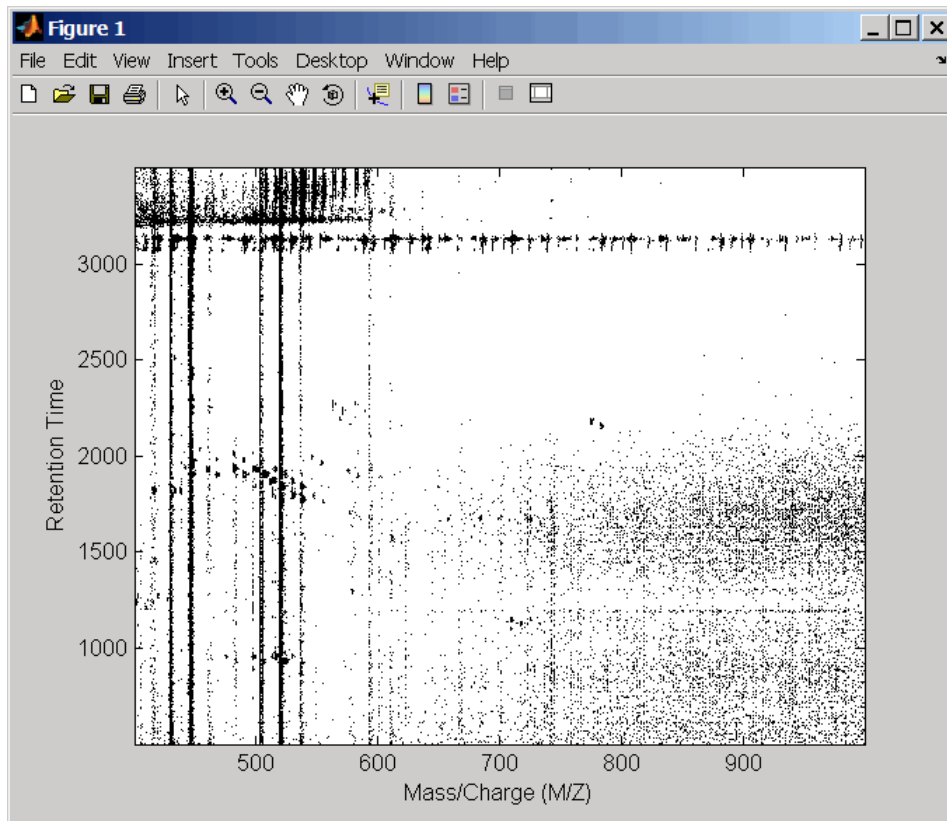 Figure 1
File Edit View Insert Tools Desktop Window Help
3000
2500
2000
1500
1000
Retention Time
500 600 700 800 900
Mass/Charge (M/Z)